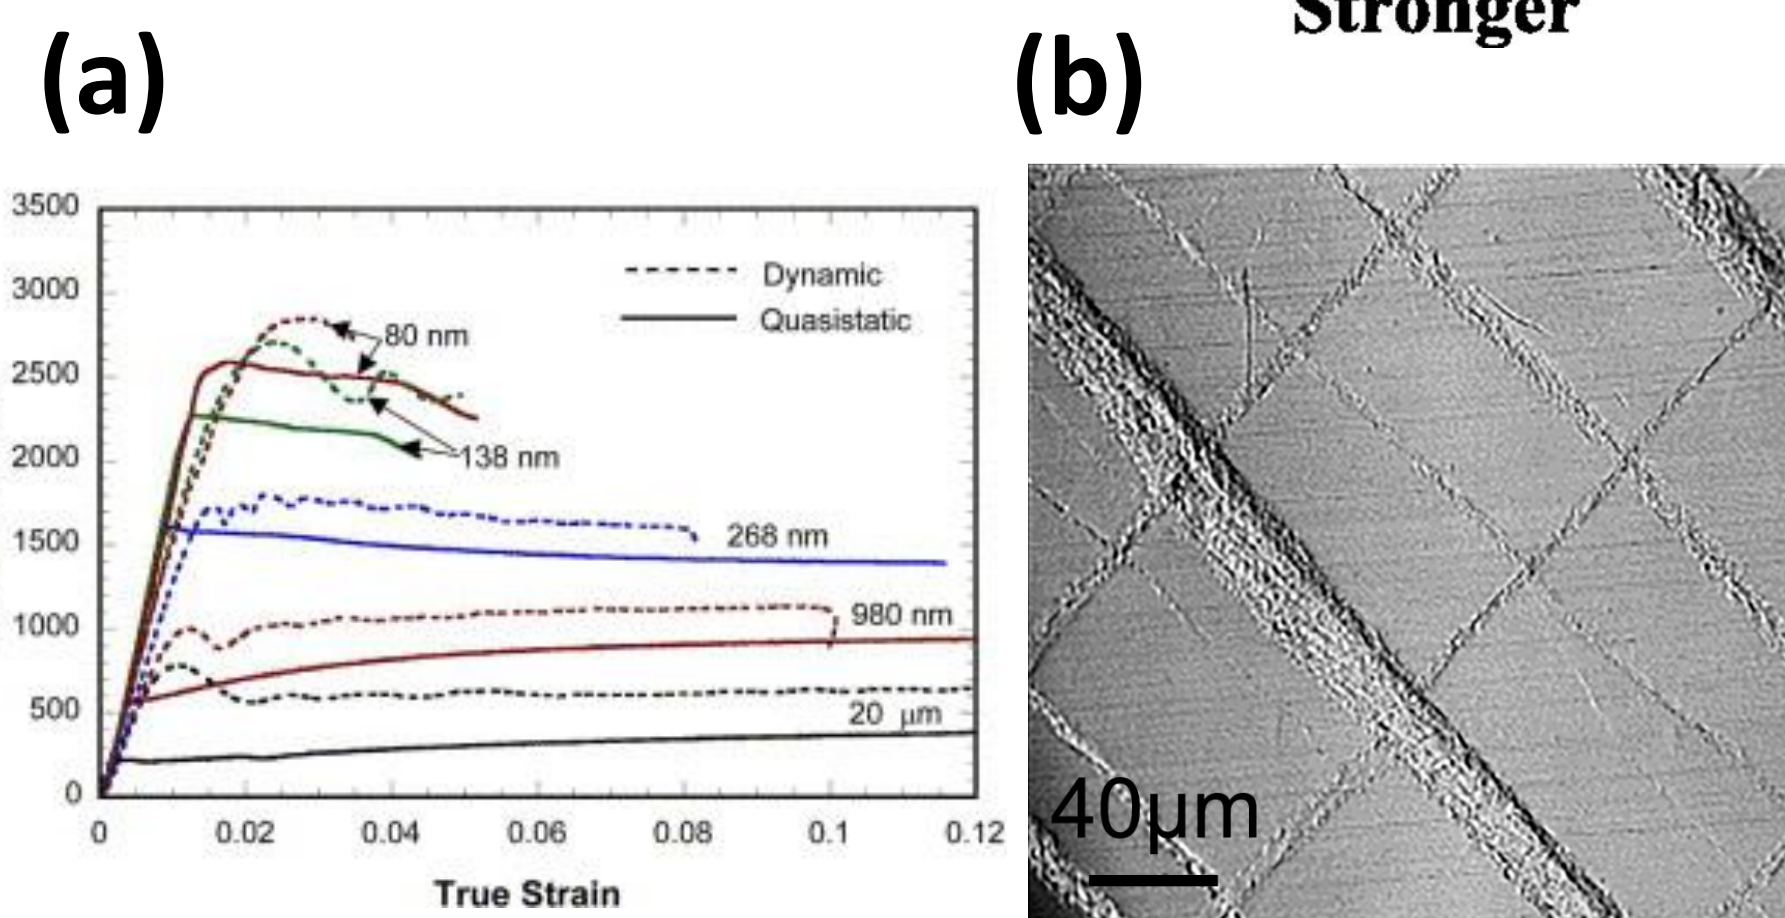 Stronger
(a)
(b)
3500
3000
2500
2000
1500
1000
500
0
Dynamic
Quasistatic
80 nm
138 nm
268 nm
980 nm
20 μm
0 0.02 0.04 0.06 0.08 0.1 0.12
True Strain
40μm